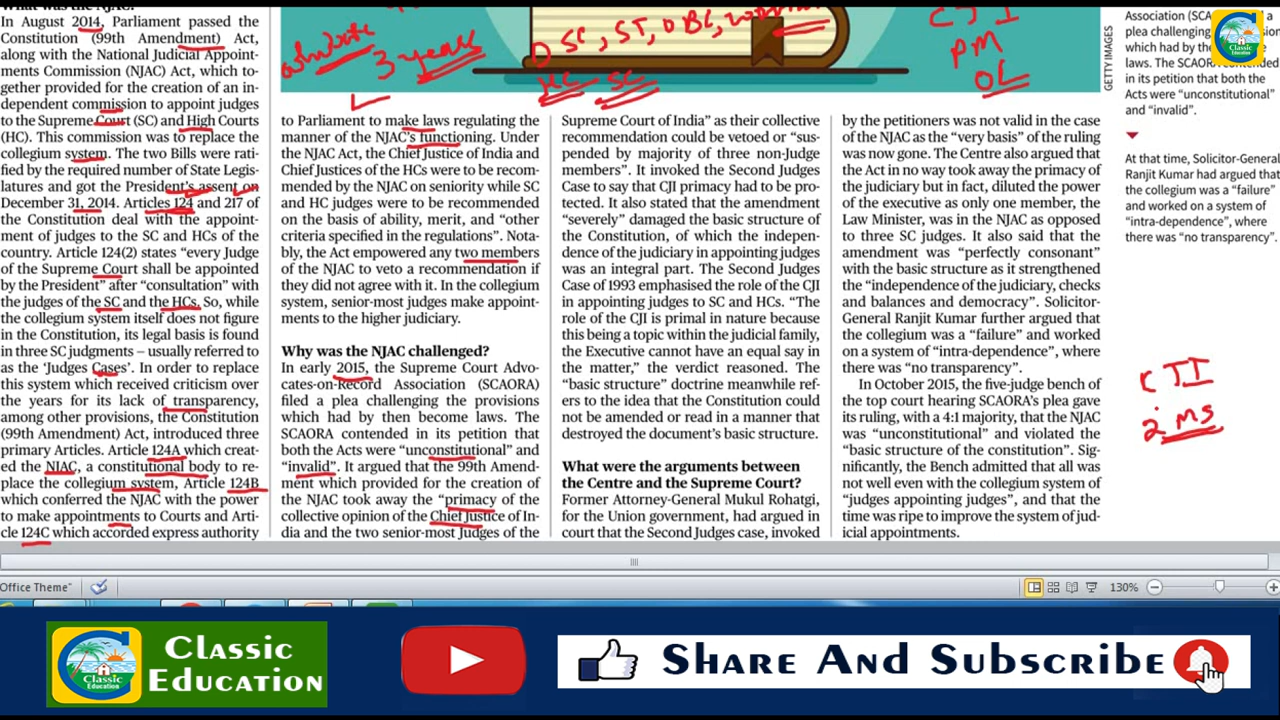 What was the NJAC?
In August 2014, Parliament passed the
Constitution (99th Amendment) Act,
along with the National Judicial Appoint-
ments Commission (NJAC) Act, which to-
gether provided for the creation of an in-
dependent commission to appoint judges
to the Supreme Court (SC) and High Courts
(HC). This commission was to replace the
collegium system. The two Bills were rati-
fied by the required number of State Legis-
latures and got the President's assent on
December 31, 2014. Articles 124 and 217 of
the Constitution deal with the appoint-
ment of judges to the SC and HCs of the
country. Article 124(2) states "every Judge
of the Supreme Court shall be appointed
by the President" after "consultation" with
the judges of the SC and the HCs. So, while
the collegium system itself does not figure
in the Constitution, its legal basis is found
in three SC judgments – usually referred to
as the 'Judges Cases'. In order to replace
this system which received criticism over
the years for its lack of transparency,
among other provisions, the Constitution
(99th Amendment) Act, introduced three
primary Articles. Article 124A which creat-
ed the NJAC, a constitutional body to re-
place the collegium system, Article 124B
which conferred the NJAC with the power
to make appointments to Courts and Arti-
cle 124C which accorded express authority
3 years
SC, ST, OBC, women
HC SC
to Parliament to make laws regulating the
manner of the NJAC's functioning. Under
the NJAC Act, the Chief Justice of India and
Chief Justices of the HCs were to be recom-
mended by the NJAC on seniority while SC
and HC judges were to be recommended
on the basis of ability, merit, and "other
criteria specified in the regulations". Nota-
bly, the Act empowered any two members
of the NJAC to veto a recommendation if
they did not agree with it. In the collegium
system, senior-most judges make appoint-
ments to the higher judiciary.
Why was the NJAC challenged?
In early 2015, the Supreme Court Advo-
cates-on-Record Association (SCAORA)
filed a plea challenging the provisions
which had by then become laws. The
SCAORA contended in its petition that
both the Acts were "unconstitutional" and
"invalid". It argued that the 99th Amend-
ment which provided for the creation of
the NJAC took away the "primacy of the
collective opinion of the Chief Justice of In-
dia and the two senior-most Judges of the
Supreme Court of India" as their collective
recommendation could be vetoed or "sus-
pended by majority of three non-Judge
members". It invoked the Second Judges
Case to say that CJI primacy had to be pro-
tected. It also stated that the amendment
"severely" damaged the basic structure of
the Constitution, of which the indepen-
dence of the judiciary in appointing judges
was an integral part. The Second Judges
Case of 1993 emphasised the role of the CJI
in appointing judges to SC and HCs. "The
role of the CJI is primal in nature because
this being a topic within the judicial family,
the Executive cannot have an equal say in
the matter," the verdict reasoned. The
"basic structure" doctrine meanwhile ref-
ers to the idea that the Constitution could
not be amended or read in a manner that
destroyed the document's basic structure.
What were the arguments between
the Centre and the Supreme Court?
Former Attorney-General Mukul Rohatgi,
for the Union government, had argued in
court that the Second Judges case, invoked
CJI
PM
OL
GETTY IMAGES
by the petitioners was not valid in the case
of the NJAC as the "very basis" of the ruling
was now gone. The Centre also argued that
the Act in no way took away the primacy of
the judiciary but in fact, diluted the power
of the executive as only one member, the
Law Minister, was in the NJAC as opposed
to three SC judges. It also said that the
amendment was "perfectly consonant"
with the basic structure as it strengthened
the "independence of the judiciary, checks
and balances and democracy". Solicitor-
General Ranjit Kumar further argued that
the collegium was a "failure" and worked
on a system of "intra-dependence", where
there was "no transparency".
In October 2015, the five-judge bench of
the top court hearing SCAORA's plea gave
its ruling, with a 4:1 majority, that the NJAC
was "unconstitutional" and violated the
"basic structure of the constitution". Sig-
nificantly, the Bench admitted that all was
not well even with the collegium system of
"judges appointing judges", and that the
time was ripe to improve the system of jud-
icial appointments.
Association (SCA a
plea challenging
which had by the
laws. The SCAORA contended
in its petition that both the
Acts were "unconstitutional"
and "invalid".
At that time, Solicitor-General
Ranjit Kumar had argued that
the collegium was a "failure"
and worked on a system of
"intra-dependence", where
there was "no transparency".
CJI
2 MS
Classic
Education
Office Theme"
130%
Classic
Education
Classic
Education
Share And Subscribe